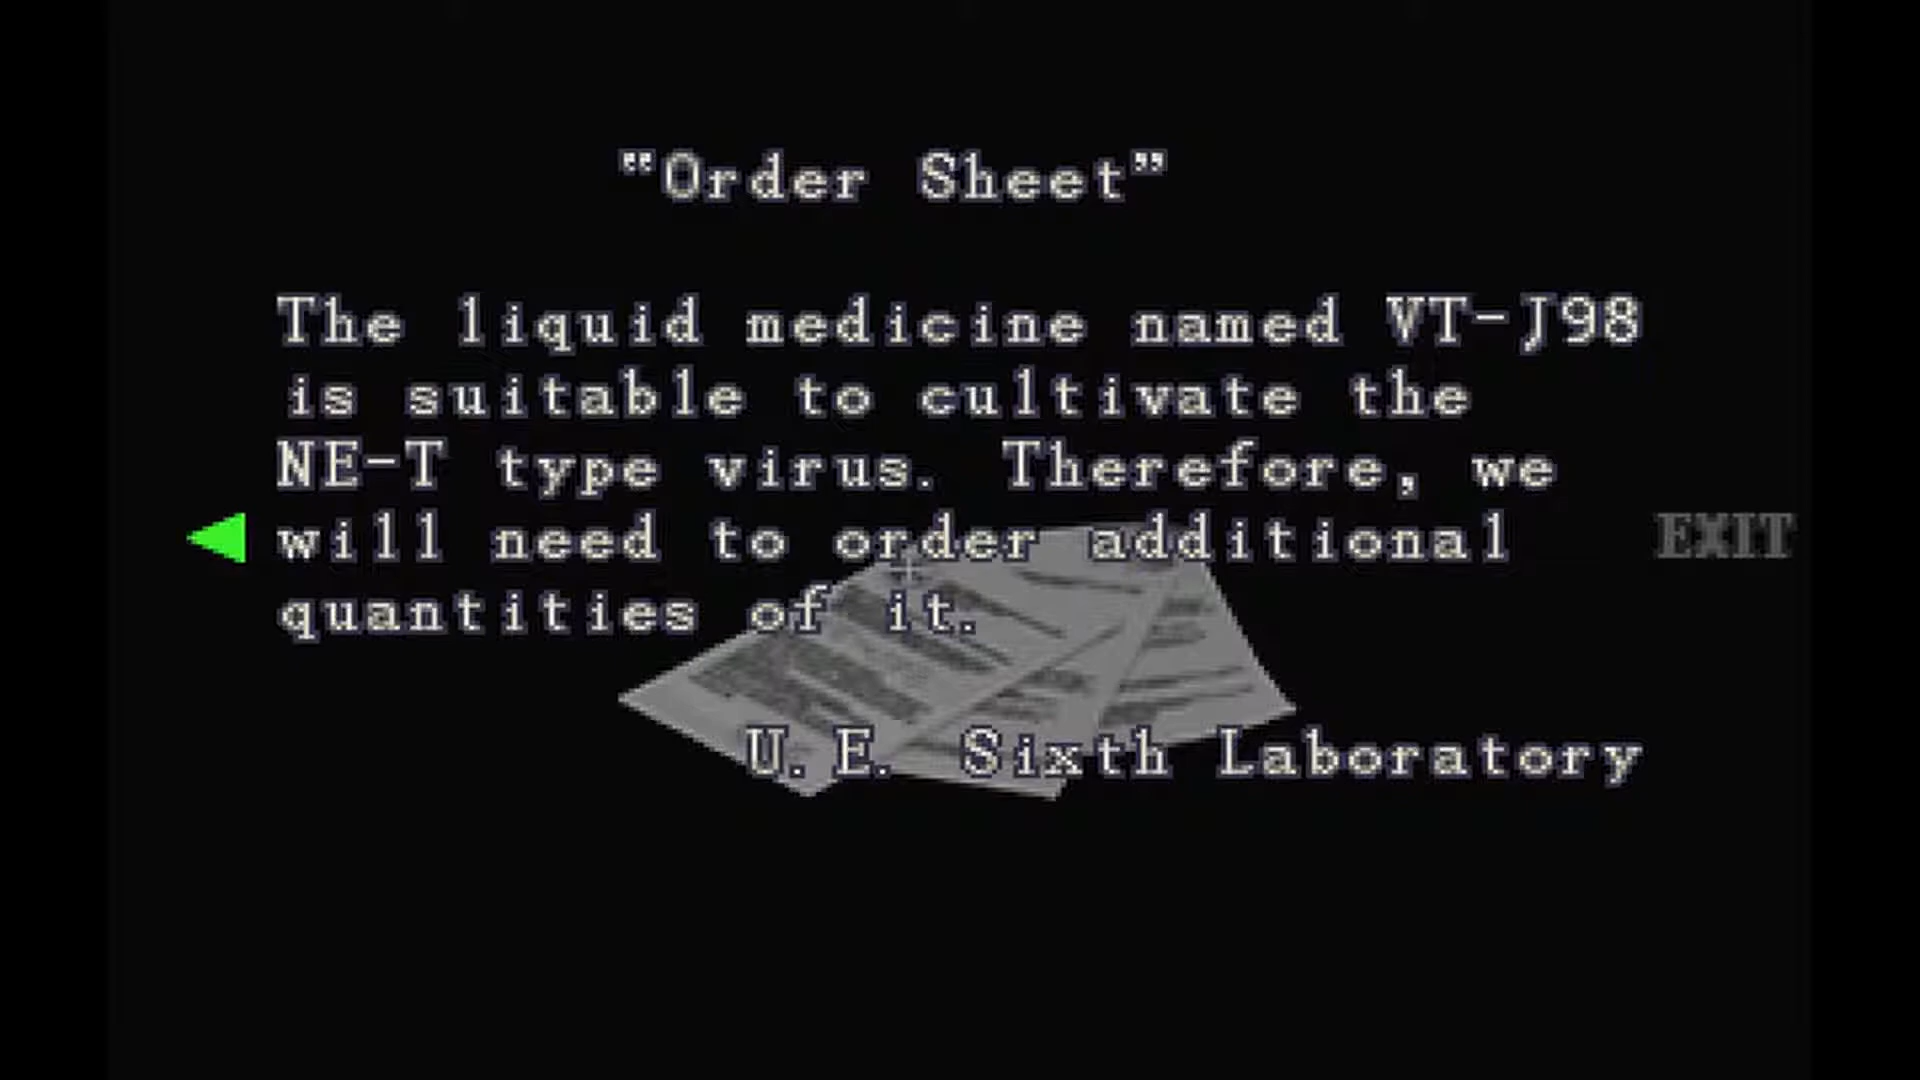 "Order Sheet"
The liquid medicine named VT-J98
is suitable to cultivate the
NE-T type virus. Therefore, we
will need to order additional
EXIT
quantities of it.
U.E. Sixth Laboratory